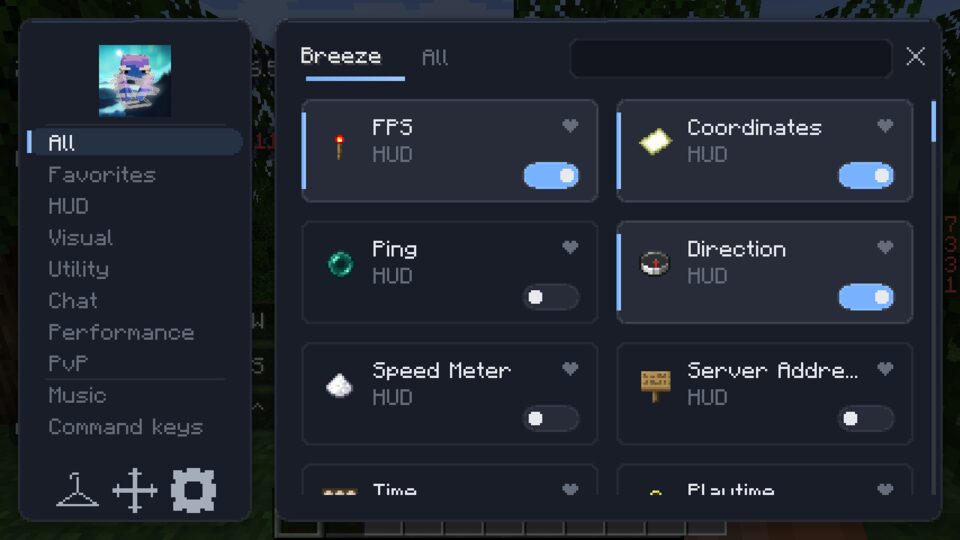 Breeze
All
All
Favorites
HUD
Visual
Utility
Chat
Performance
PvP
Music
Command keys
FPS
HUD
Coordinates
HUD
Ping
HUD
Direction
HUD
Speed Meter
HUD
Server Addre...
HUD
Time
Playtime